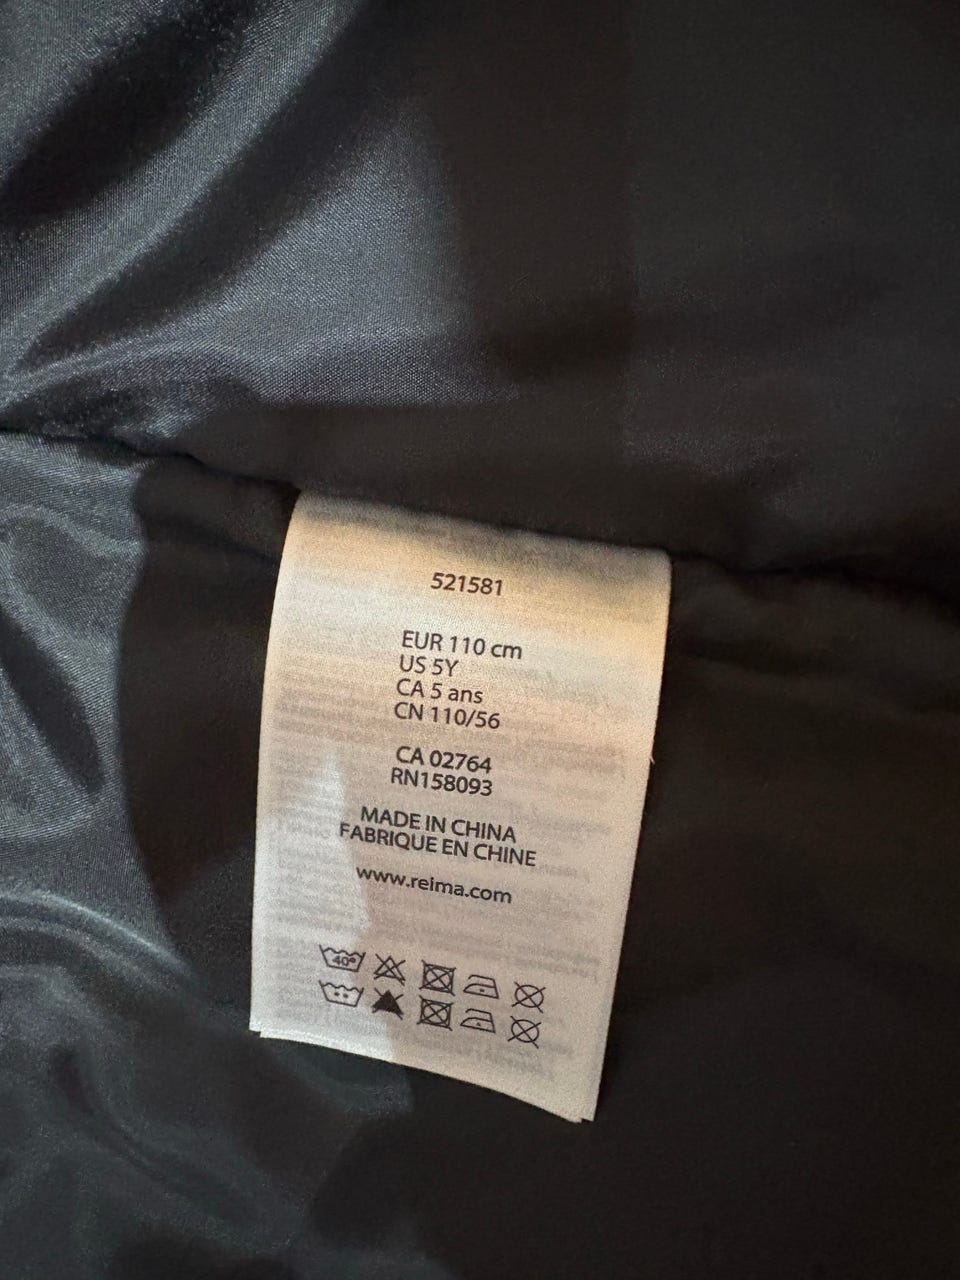 521581
EUR 110 cm
US 5Y
CA 5 ans
CN 110/56
CA 02764
RN158093
MADE IN CHINA
FABRIQUE EN CHINE
www.reima.com
40°